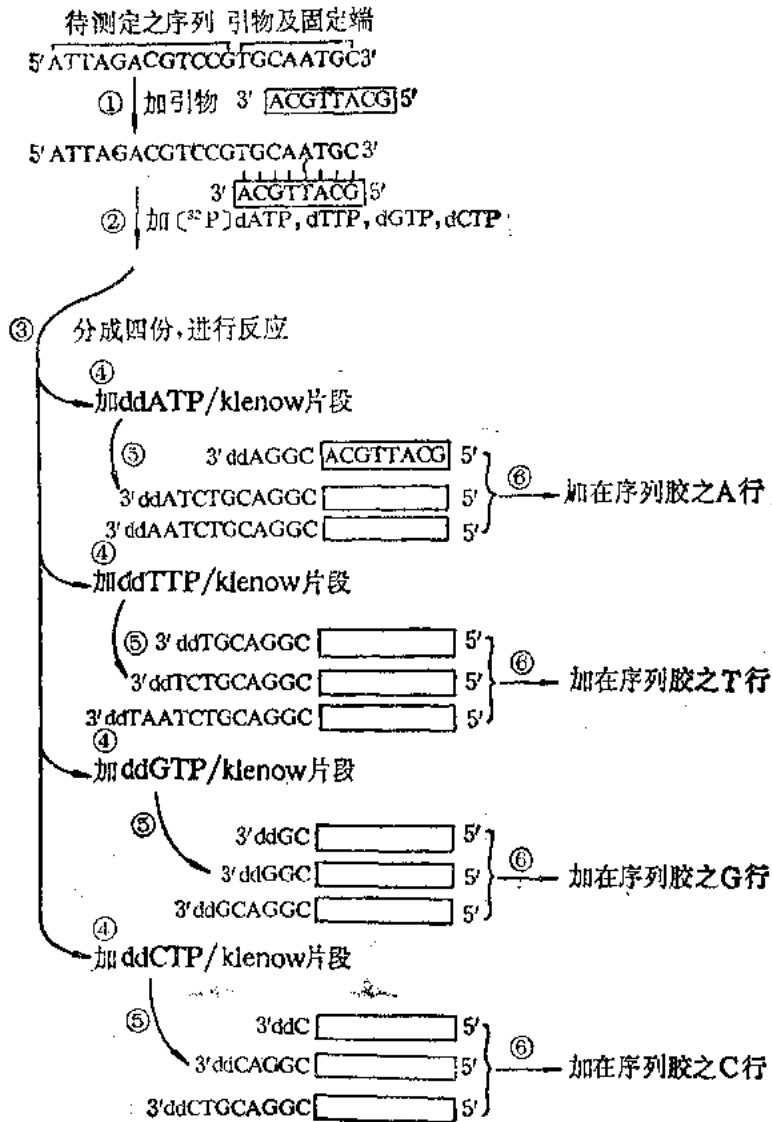 待测定之序列 引物及固定端
5′ATTAGACGTCCGTGCAATGC3′
① 加引物 3′ ACGTTACG 5′
5′ATTAGACGTCCGTGCAATGC3′
3′ ACGTTACG 5′
② 加〔³²P〕dATP,dTTP,dGTP,dCTP
③ 分成四份,进行反应
④
加ddATP/klenow片段
⑤ 3′ddAGGC ACGTTACG 5′
⑥
3′ddATCTGCAGGC 5′ 加在序列胶之A行
3′ddAATCTGCAGGC 5′
④
加ddTTP/klenow片段
⑤ 3′ddTGCAGGC 5′
⑥
3′ddTCTGCAGGC 5′ 加在序列胶之T行
3′ddTAATCTGCAGGC 5′
④
加ddGTP/klenow片段
⑤ 3′ddGC 5′
⑥
3′ddGGC 5′ 加在序列胶之G行
3′ddGCAGGC 5′
④
加ddCTP/klenow片段
⑤ 3′ddC 5′
⑥
3′ddCAGGC 5′ 加在序列胶之C行
3′ddCTGCAGGC 5′